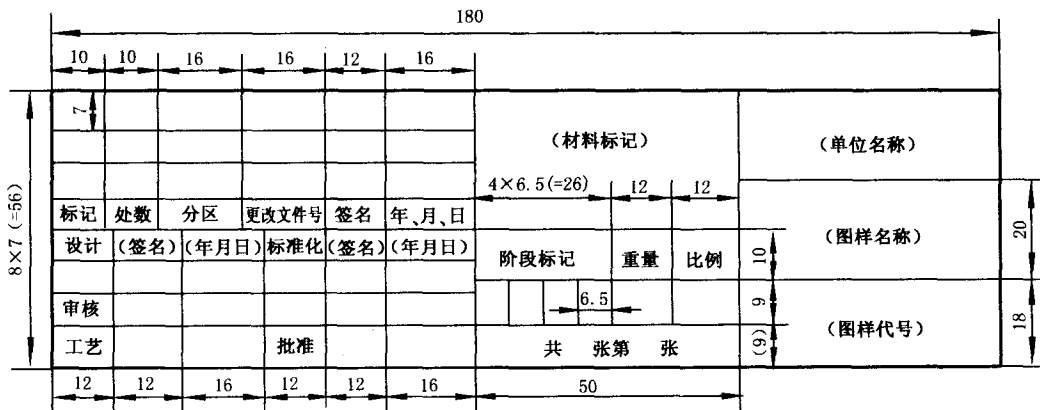 180
10 10 16 16 12 16
7
(材料标记)
(单位名称)
4×6.5(=26) 12 12
8×7(=56)
标记 处数 分区 更改文件号 签名 年、月、日
设计 (签名) (年月日) 标准化 (签名) (年月日)
(图样名称)
20
阶段标记 重量 比例
10
审核
6.5
9
(图样代号)
18
工艺 批准
共 张第 张
(9)
12 12 16 12 12 16 50